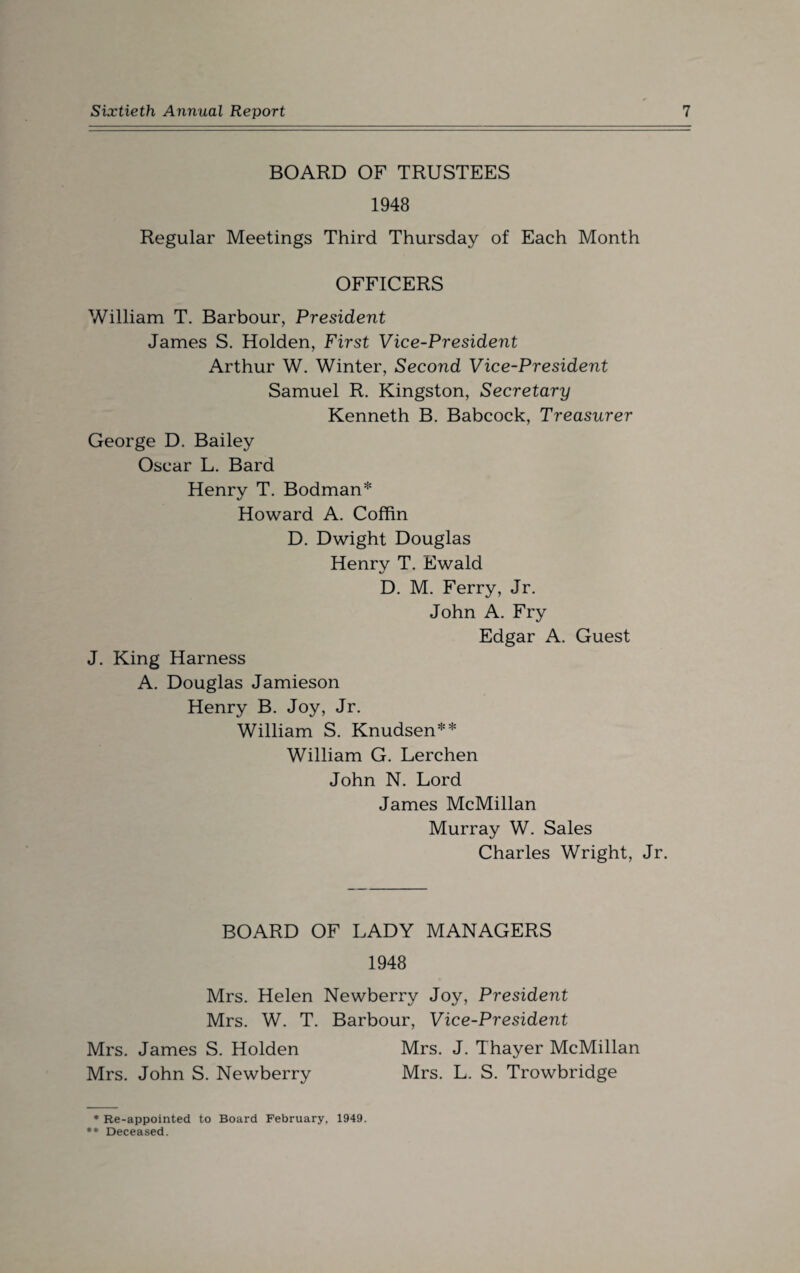 Sixtieth Annual Report 7
BOARD OF TRUSTEES
1948
Regular Meetings Third Thursday of Each Month
OFFICERS
William T. Barbour, President
James S. Holden, First Vice-President
Arthur W. Winter, Second Vice-President
Samuel R. Kingston, Secretary
Kenneth B. Babcock, Treasurer
George D. Bailey
Oscar L. Bard
Henry T. Bodman*
Howard A. Coffin
D. Dwight Douglas
Henry T. Ewald
D. M. Ferry, Jr.
John A. Fry
Edgar A. Guest
J. King Harness
A. Douglas Jamieson
Henry B. Joy, Jr.
William S. Knudsen**
William G. Lerchen
John N. Lord
James McMillan
Murray W. Sales
Charles Wright, Jr.
BOARD OF LADY MANAGERS
1948
Mrs. Helen Newberry Joy, President
Mrs. W. T. Barbour, Vice-President
Mrs. James S. Holden Mrs. J. Thayer McMillan
Mrs. John S. Newberry Mrs. L. S. Trowbridge
* Re-appointed to Board February, 1949.
** Deceased.